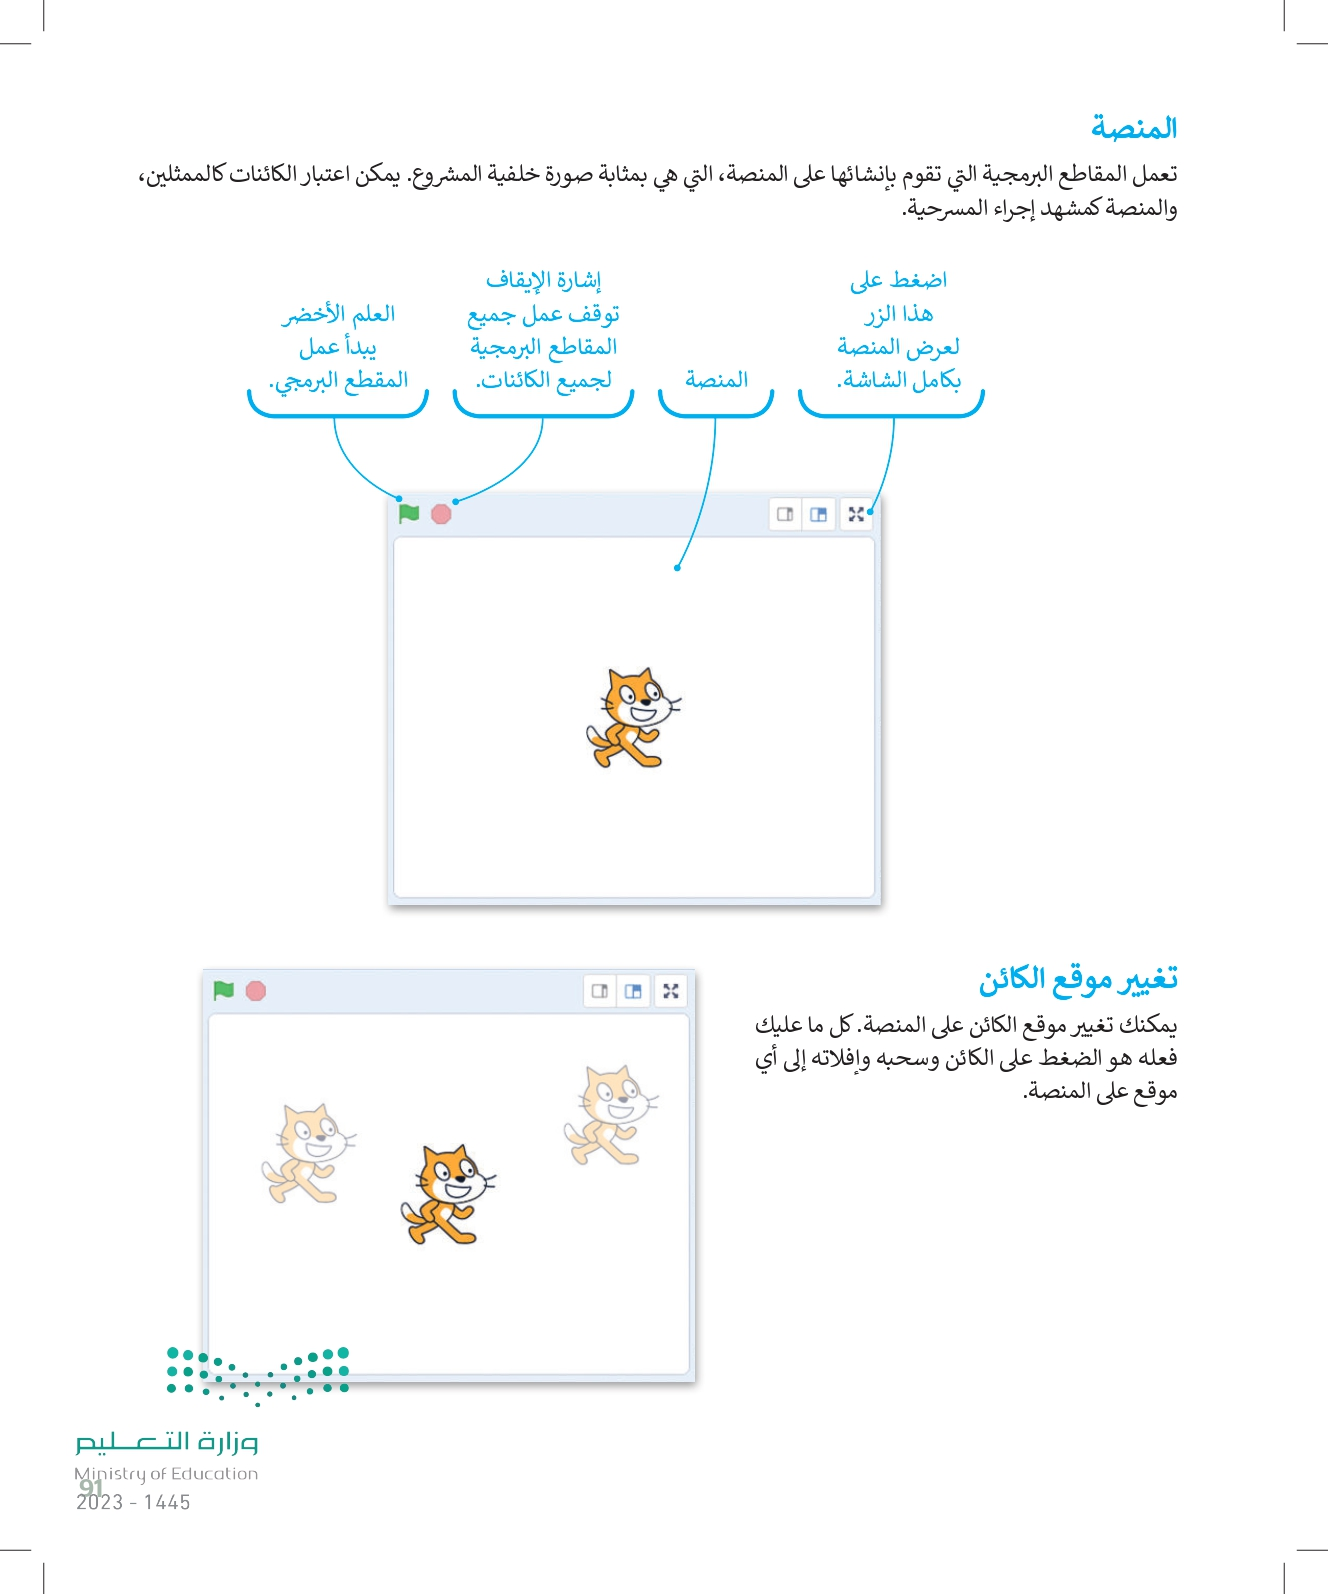 المنصة
تعمل المقاطع البرمجية التي تقوم بإنشائها على المنصة، التي هي بمثابة صورة خلفية المشروع. يمكن اعتبار الكائنات كالممثلين،
والمنصة كمشهد إجراء المسرحية.
اضغط على
هذا الزر
لعرض المنصة
بكامل الشاشة.
المنصة
إشارة الإيقاف
توقف عمل جميع
المقاطع البرمجية
لجميع الكائنات.
العلم الأخضر
يبدأ عمل
المقطع البرمجي.
تغيير موقع الكائن
يمكنك تغيير موقع الكائن على المنصة. كل ما عليك
فعله هو الضغط على الكائن وسحبه وإفلاته إلى أي
موقع على المنصة.
وزارة التعليم
Ministry of Education
91
2023 - 1445